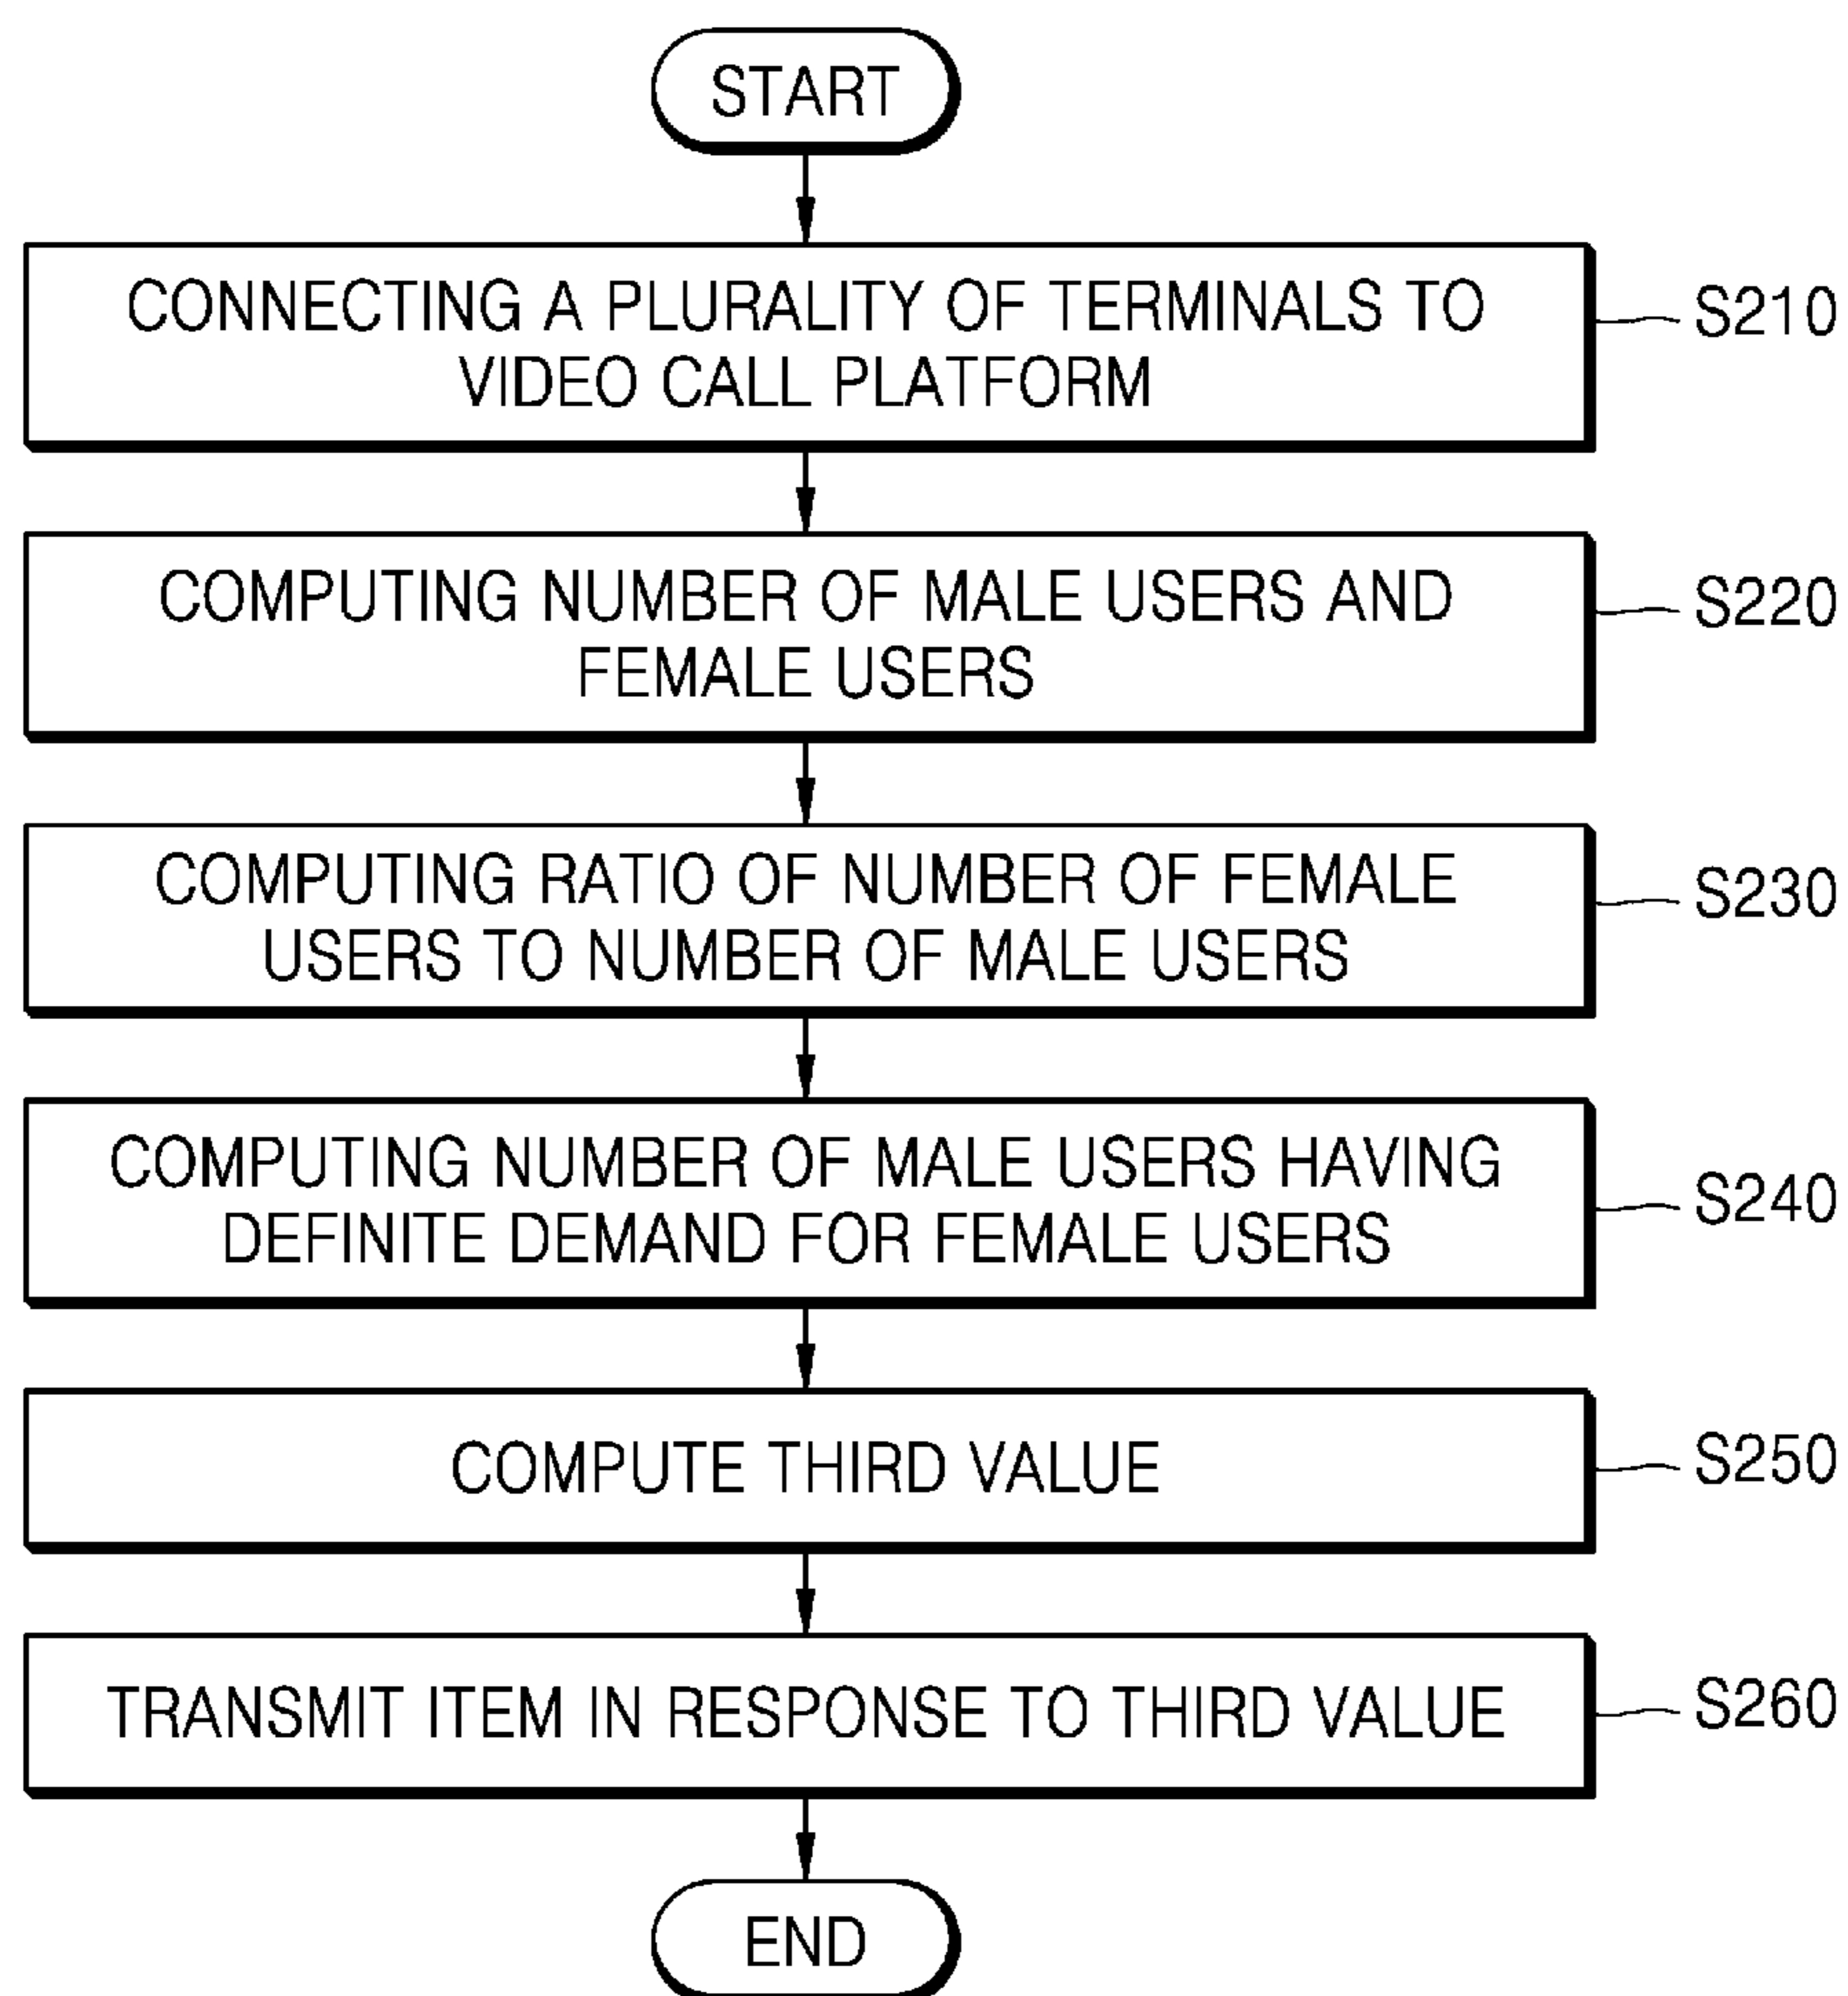 START
CONNECTING A PLURALITY OF TERMINALS TO
VIDEO CALL PLATFORM
S210
COMPUTING NUMBER OF MALE USERS AND
FEMALE USERS
S220
COMPUTING RATIO OF NUMBER OF FEMALE
USERS TO NUMBER OF MALE USERS
S230
COMPUTING NUMBER OF MALE USERS HAVING
DEFINITE DEMAND FOR FEMALE USERS
S240
COMPUTE THIRD VALUE
S250
TRANSMIT ITEM IN RESPONSE TO THIRD VALUE
S260
END